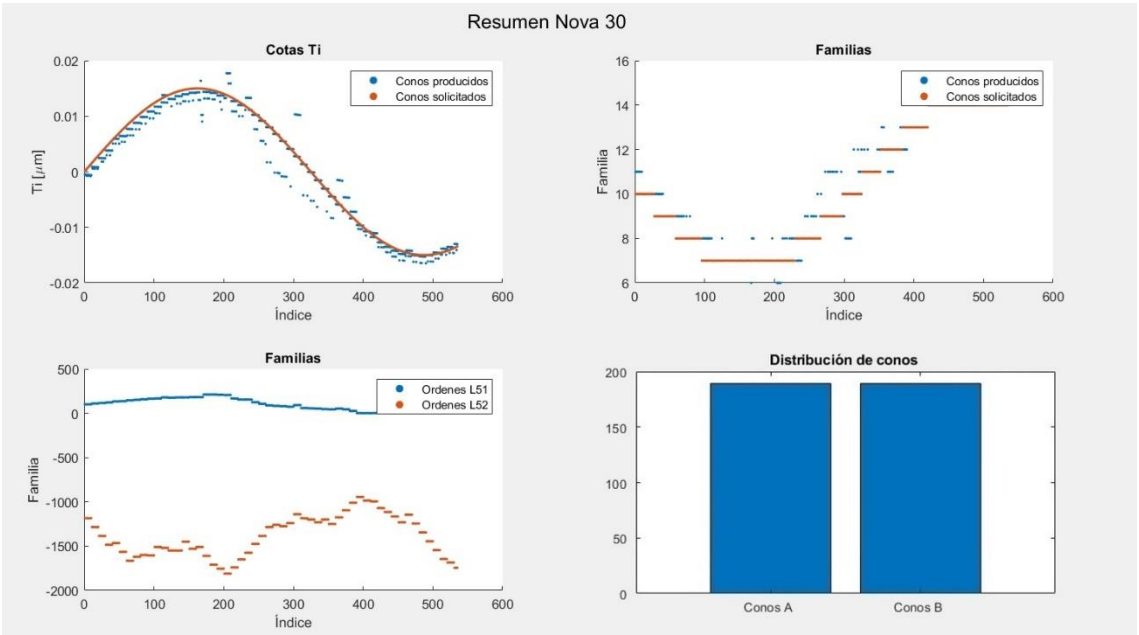 Resumen Nova 30
Cotas Ti
0.02
0.01
0
-0.01
-0.02
Ti [μm]
0 100 200 300 400 500 600
Índice
Conos producidos
Conos solicitados
Familias
16
14
12
10
8
6
Familia
0 100 200 300 400 500 600
Índice
Conos producidos
Conos solicitados
Familias
500
0
-500
-1000
-1500
-2000
Familia
0 100 200 300 400 500 600
Índice
Ordenes L51
Ordenes L52
Distribución de conos
200
150
100
50
0
Conos A Conos B